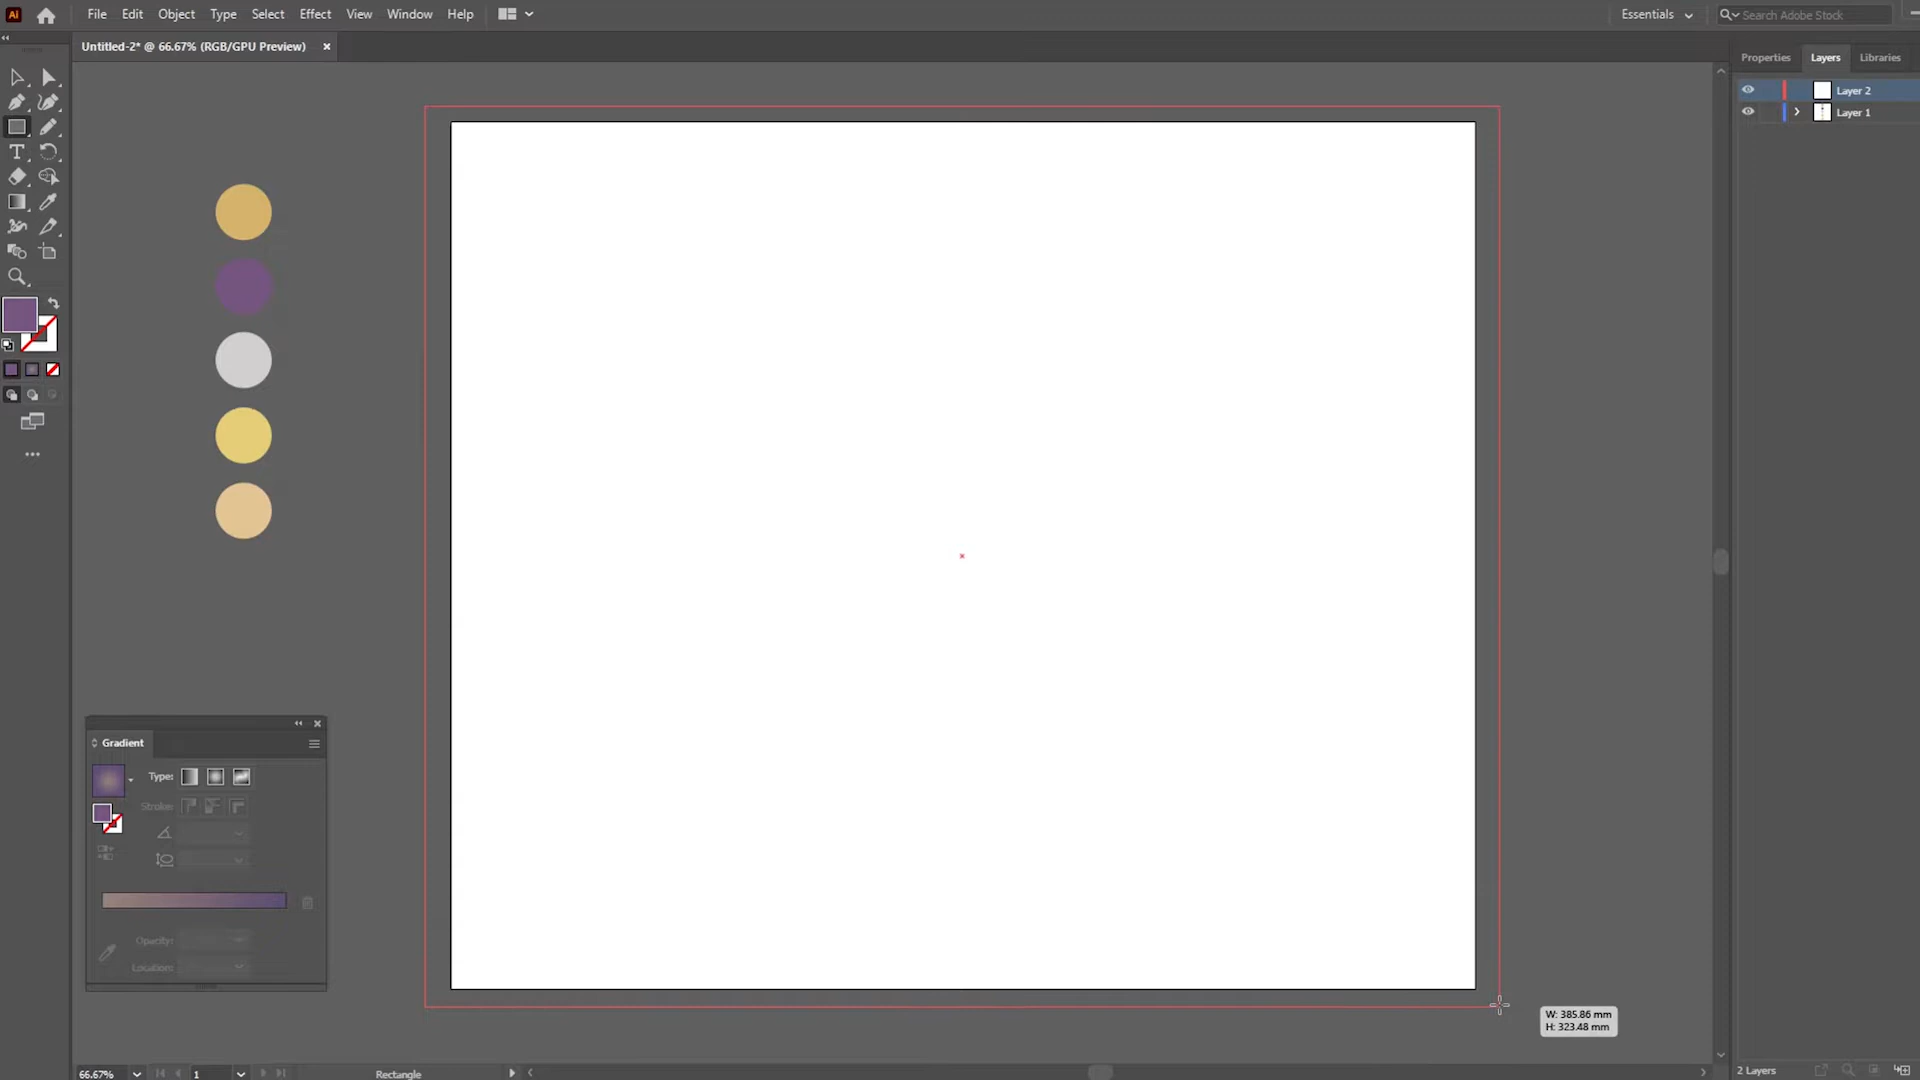 Ai File Edit Object Type Select Effect View Window Help Essentials Search Adobe Stock
Untitled-2* @ 66.67% (RGB/GPU Preview) ×
Properties Layers Libraries
Layer 2
Layer 1
T
Gradient
Type:
Stroke:
Opacity:
Location:
W: 385.86 mm
H: 323.48 mm
66.67% 1 Rectangle 2 Layers